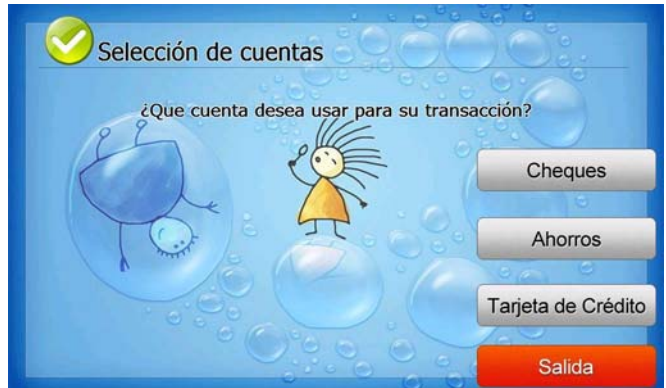 Selección de cuentas
¿Que cuenta desea usar para su transacción?
Cheques
Ahorros
Tarjeta de Crédito
Salida